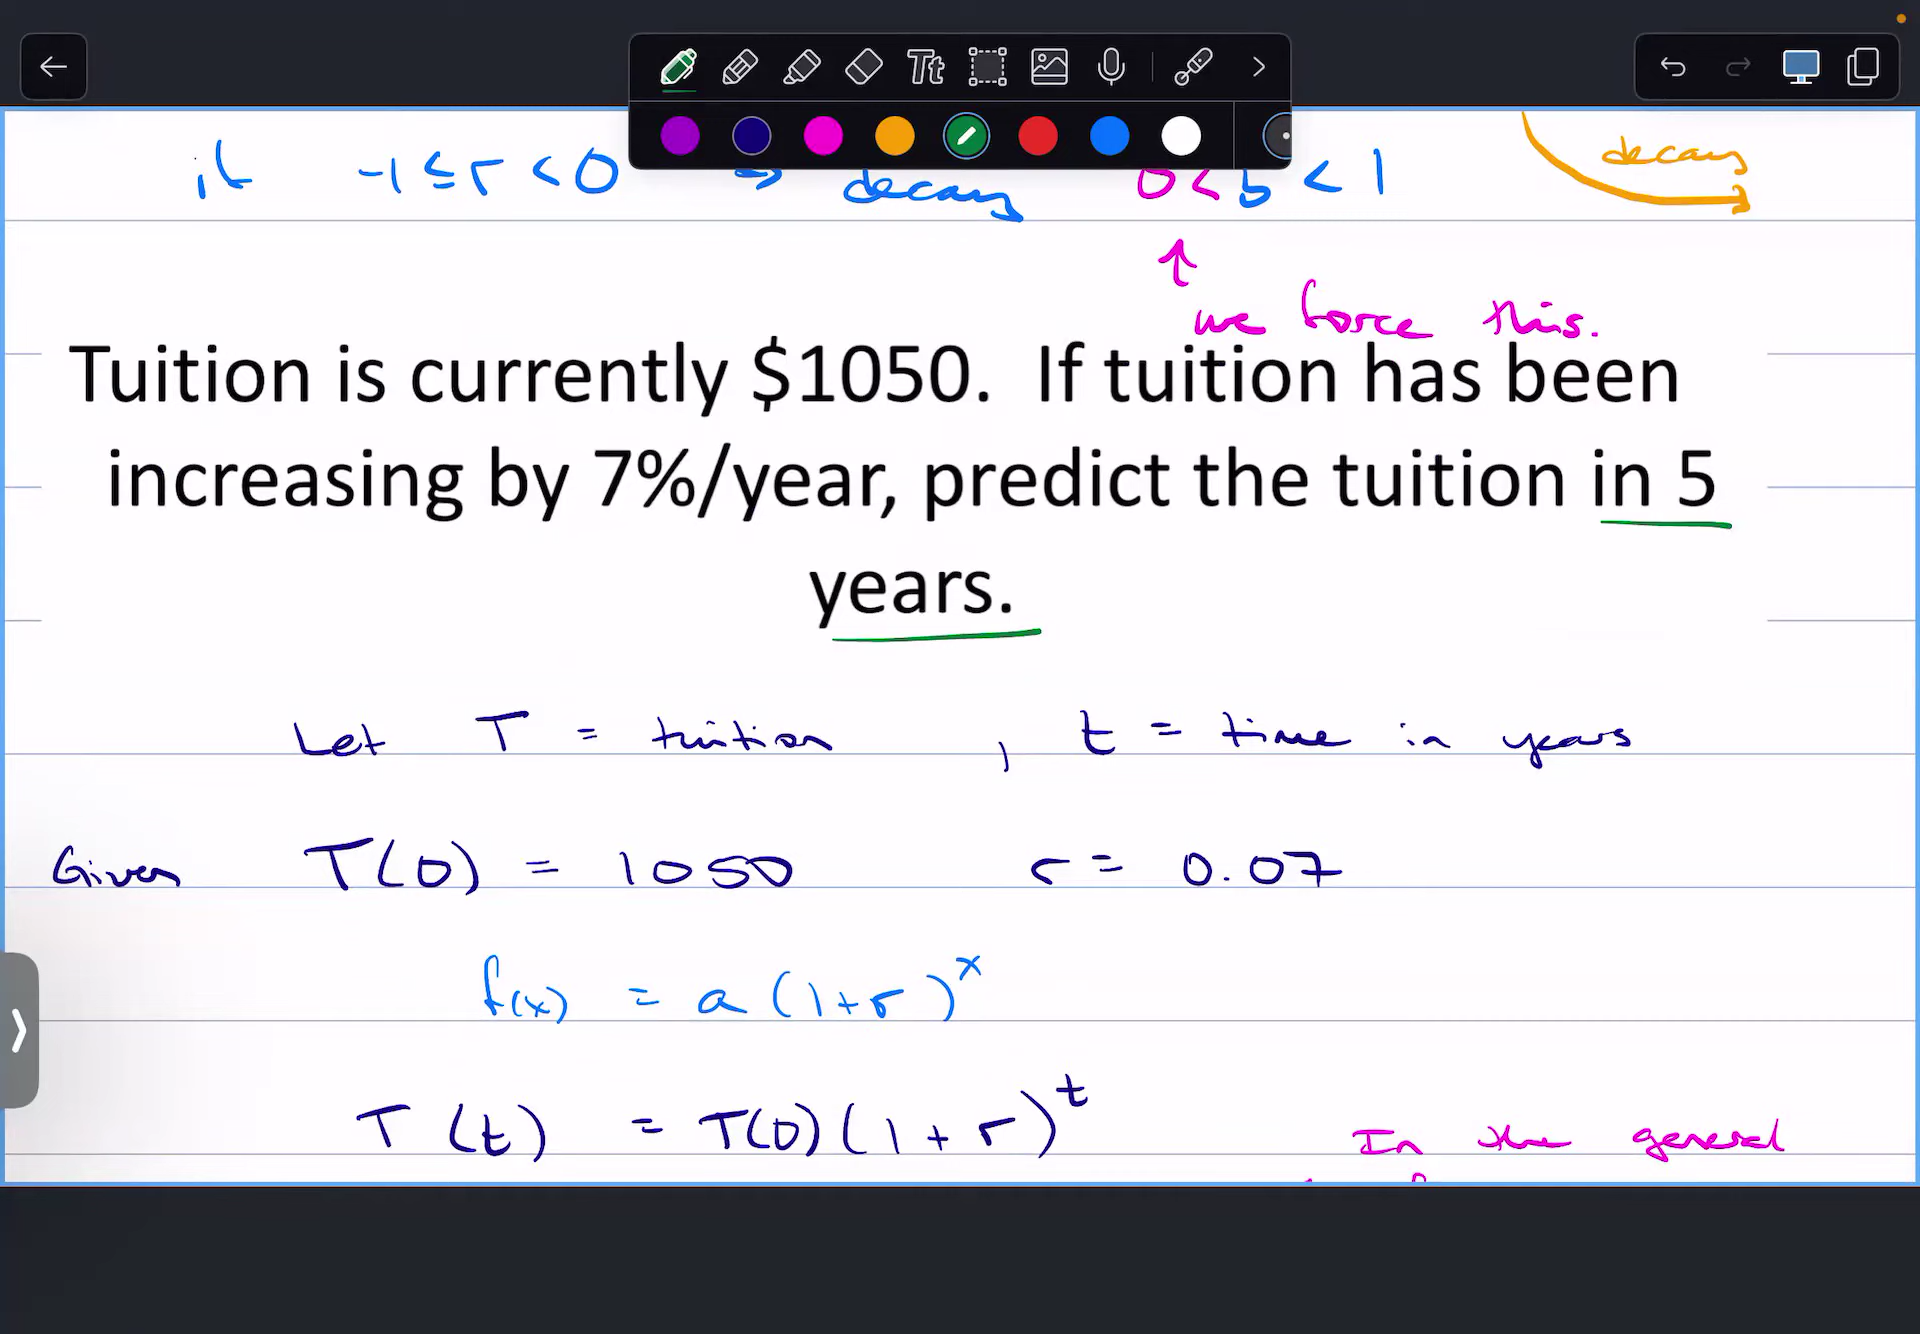 Tt
if -1 ≤ r < 0 ⇒ decay 0 < b < 1
decay
↑
we force this.
Tuition is currently $1050. If tuition has been
increasing by 7%/year, predict the tuition in 5
years.
Let T = tuition , t = time in years
Given T(0) = 1050 r = 0.07
f(x) = a(1+r)^x
T(t) = T(0)(1+r)^t
In the general